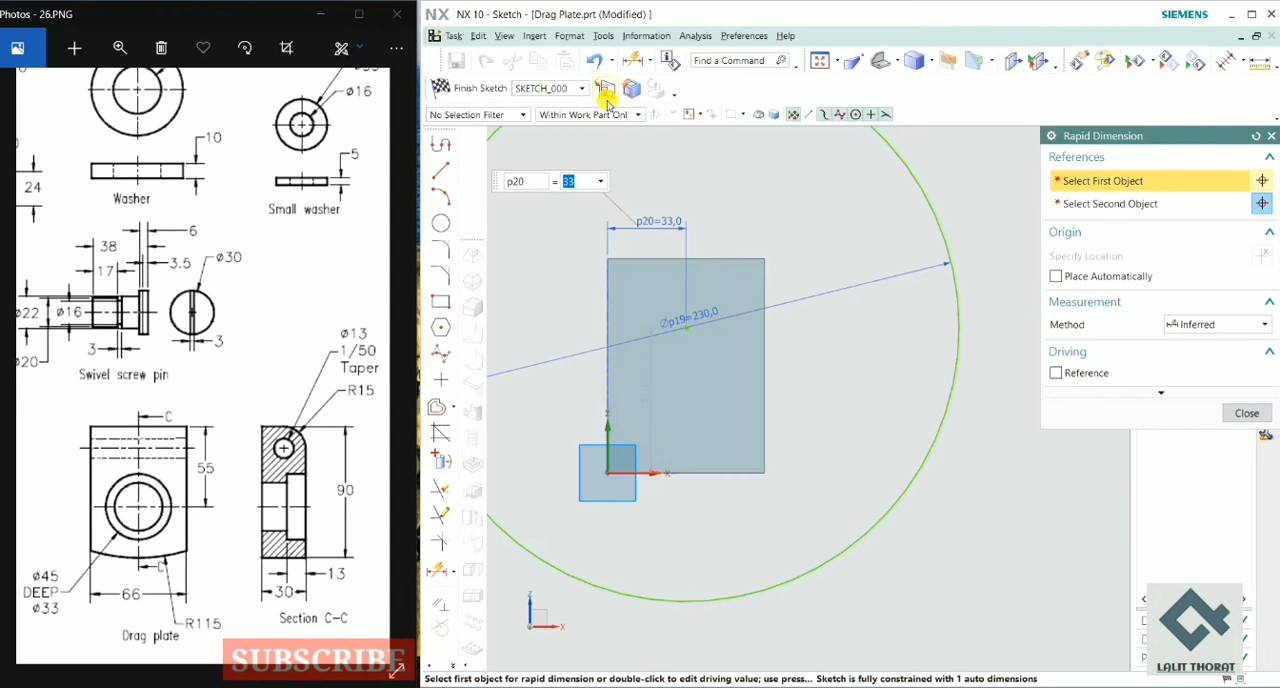 Photos - 26.PNG
24
10
Washer
ø16
5
Small washer
6
38
3.5
17
ø30
ø22
ø16
3
ø20
3
Swivel screw pin
ø13
1/50
Taper
R15
C
55
90
C
ø45
DEEP
ø33
66
R115
Drag plate
13
30
Section C-C
SUBSCRIBE
NX NX 10 - Sketch - [Drag Plate.prt (Modified) ]
SIEMENS
Task Edit View Insert Format Tools Information Analysis Preferences Help
Find a Command
Finish Sketch SKETCH_000
No Selection Filter Within Work Part Onl
p20 = 33
p20=33,0
Øp19=230,0
Z
X
Z
X
Rapid Dimension
References
* Select First Object
* Select Second Object
Origin
Specify Location
Place Automatically
Measurement
Method Inferred
Driving
Reference
Close
LALIT THORAT
Select first object for rapid dimension or double-click to edit driving value; use press... Sketch is fully constrained with 1 auto dimensions